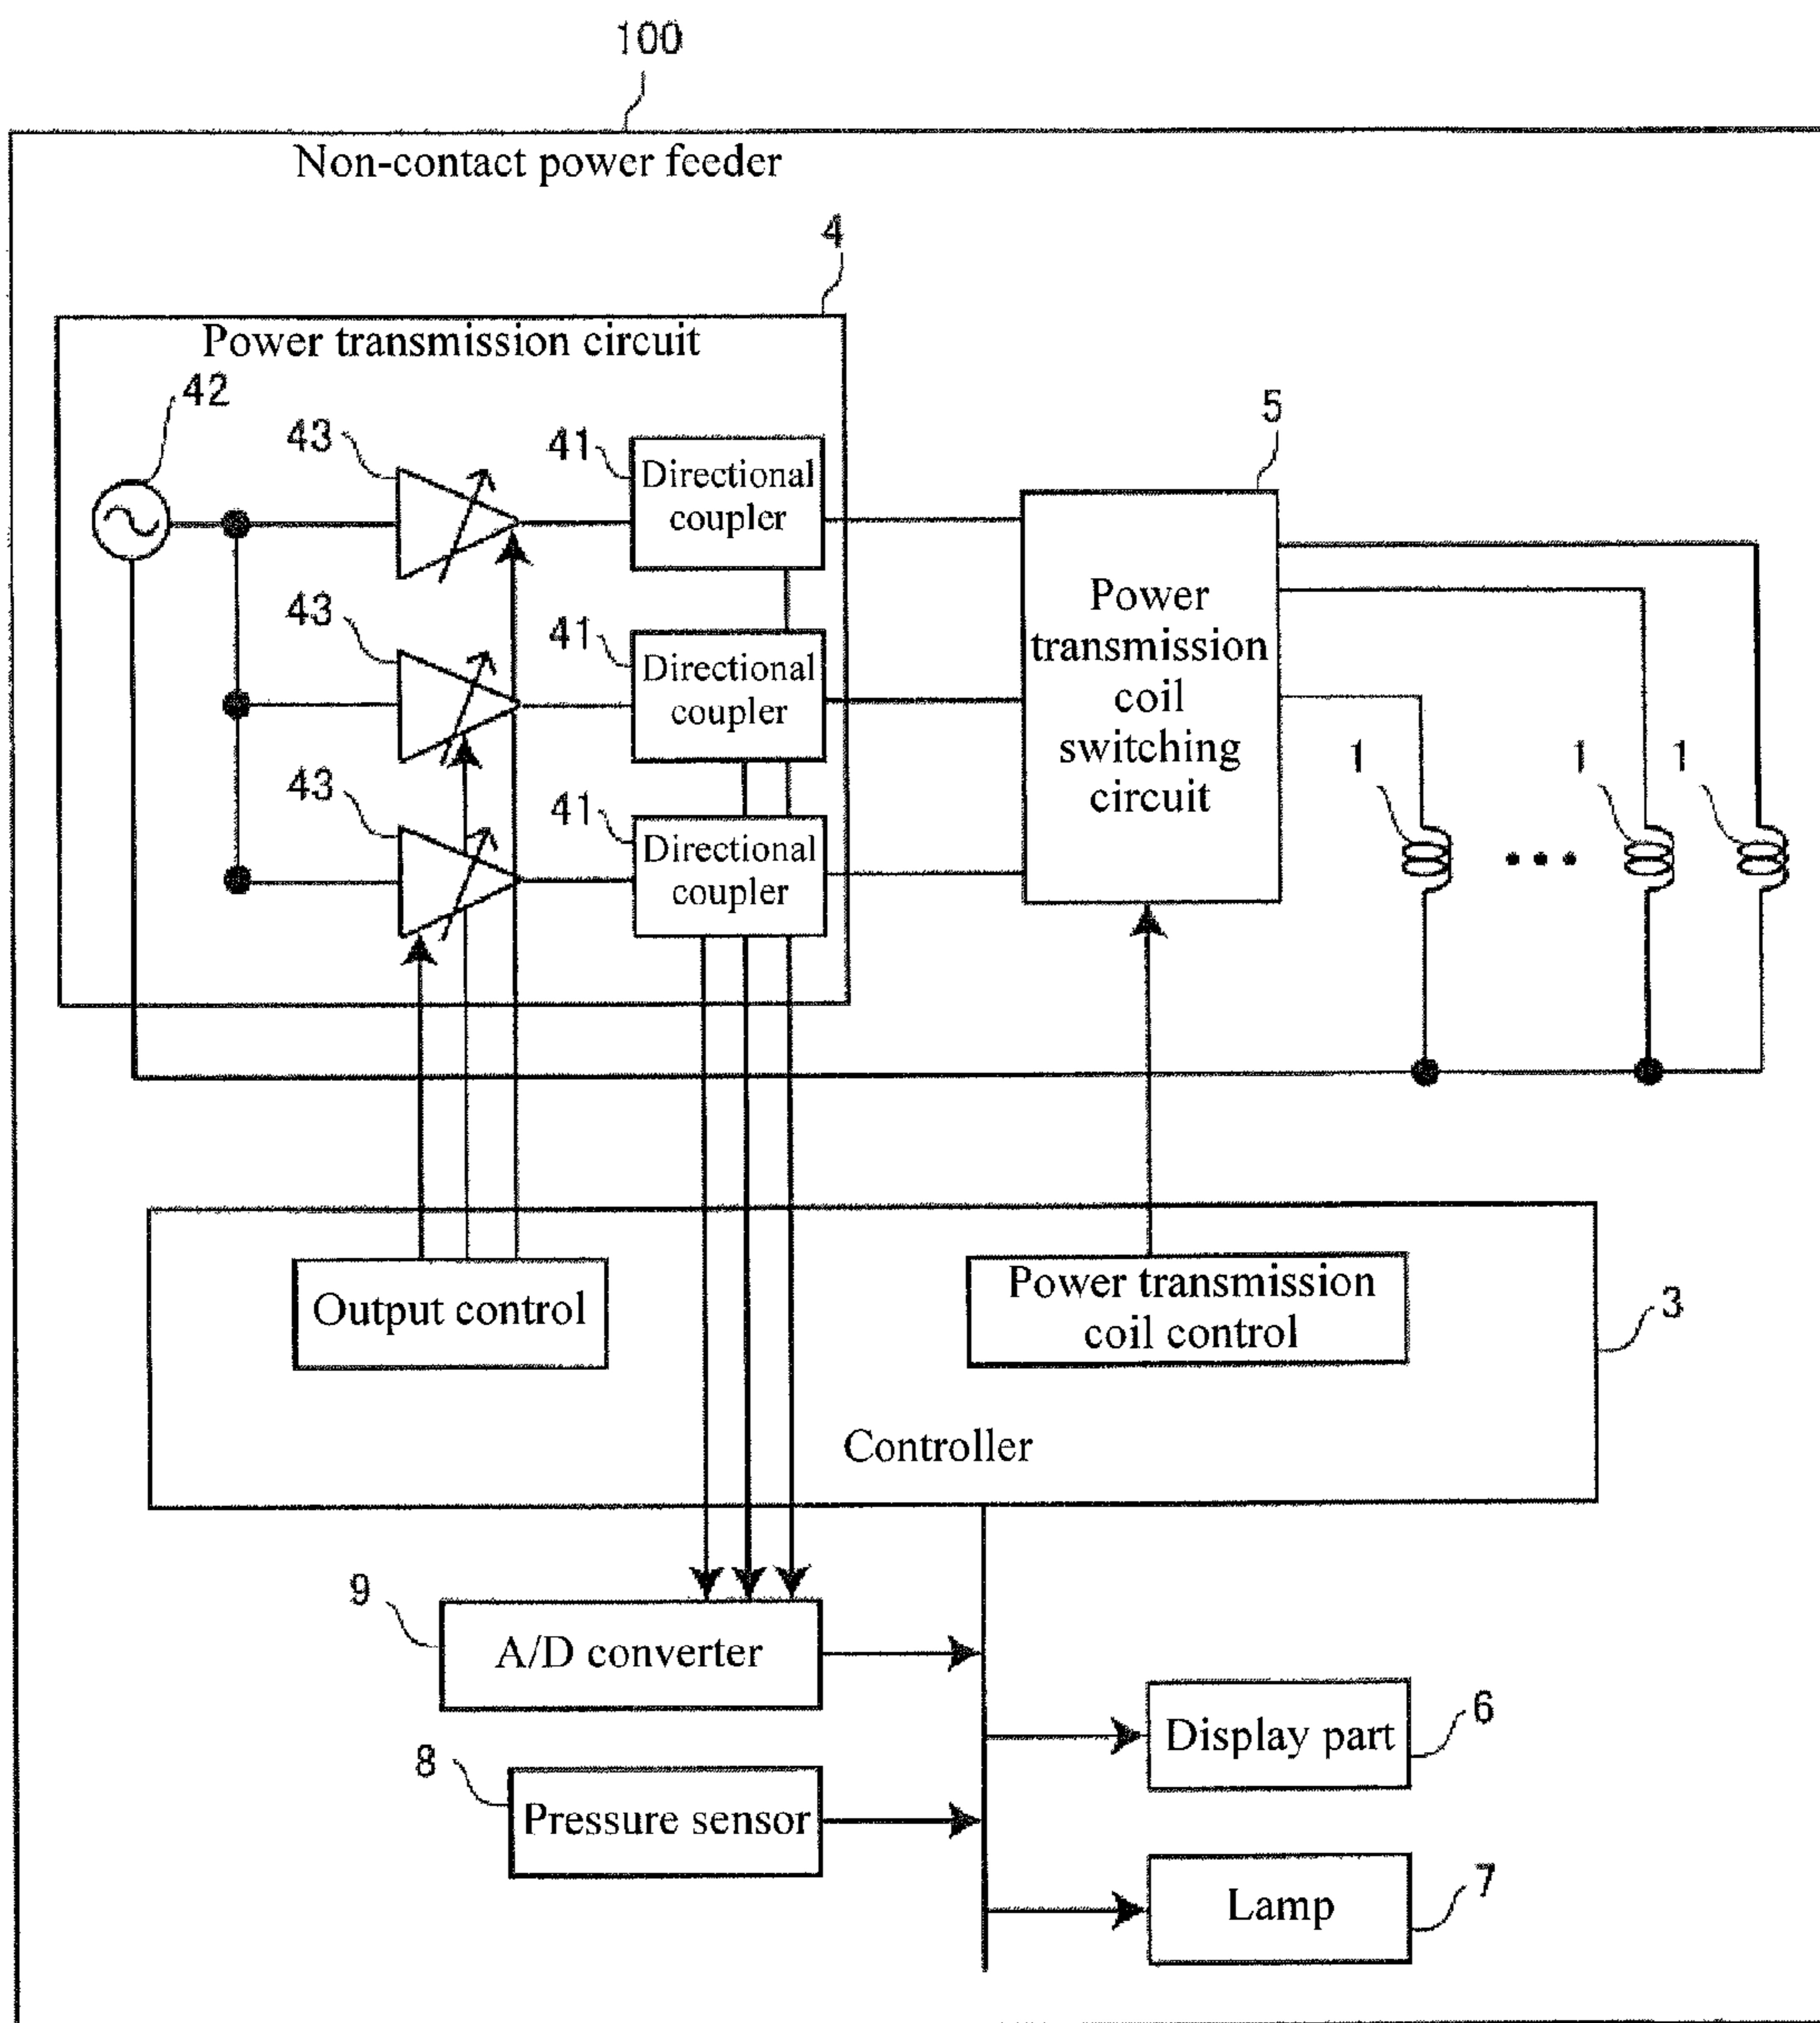 100
Non-contact power feeder
4
Power transmission circuit
42
43
41
Directional
coupler
5
43
41
Directional
coupler
Power
transmission
coil
switching
circuit
43
41
Directional
coupler
1
1
1
Output control
Power transmission
coil control
3
Controller
9
A/D converter
Display part
6
8
Pressure sensor
Lamp
7